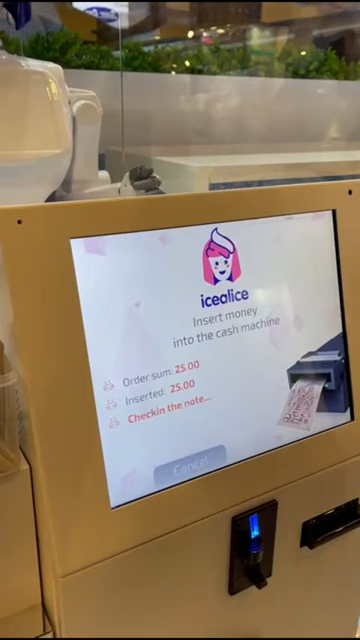 icealice
Insert money
into the cash machine
Order sum: 25.00
Inserted: 25.00
Checkin the note...
Cancel